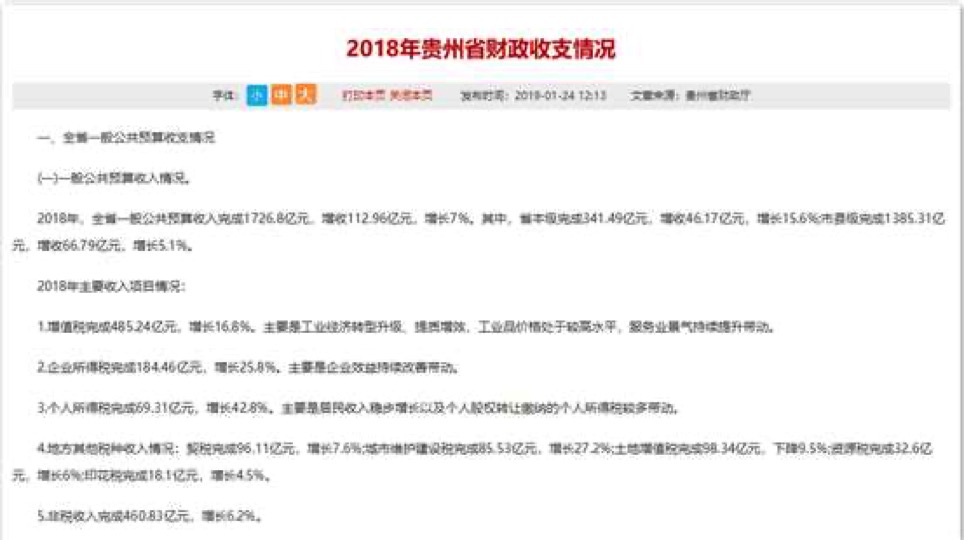 2018年贵州省财政收支情况
字体: 小 中 大 打印本页 关闭本页 发布时间: 2019-01-24 12:13 文章来源: 贵州省财政厅
一、全省一般公共预算收支情况
(一)一般公共预算收入情况。
2018年，全省一般公共预算收入完成1726.8亿元，增收112.96亿元，增长7%。其中，省本级完成341.49亿元，增收46.17亿元，增长15.6%;市县级完成1385.31亿
元，增收66.79亿元，增长5.1%。
2018年主要收入项目情况:
1.增值税完成485.24亿元，增长16.8%。主要是工业经济转型升级、提质增效，工业品价格处于较高水平，服务业景气持续提升带动。
2.企业所得税完成184.46亿元，增长25.8%。主要是企业效益持续改善带动。
3.个人所得税完成69.31亿元，增长42.8%。主要是居民收入稳步增长以及个人股权转让缴纳的个人所得税较多带动。
4.地方其他税种收入情况: 契税完成96.11亿元，增长7.6%;城市维护建设税完成85.53亿元，增长27.2%;土地增值税完成98.34亿元，下降9.5%;资源税完成32.6亿
元，增长6%;印花税完成18.1亿元，增长4.5%。
5.非税收入完成460.83亿元，增长6.2%。